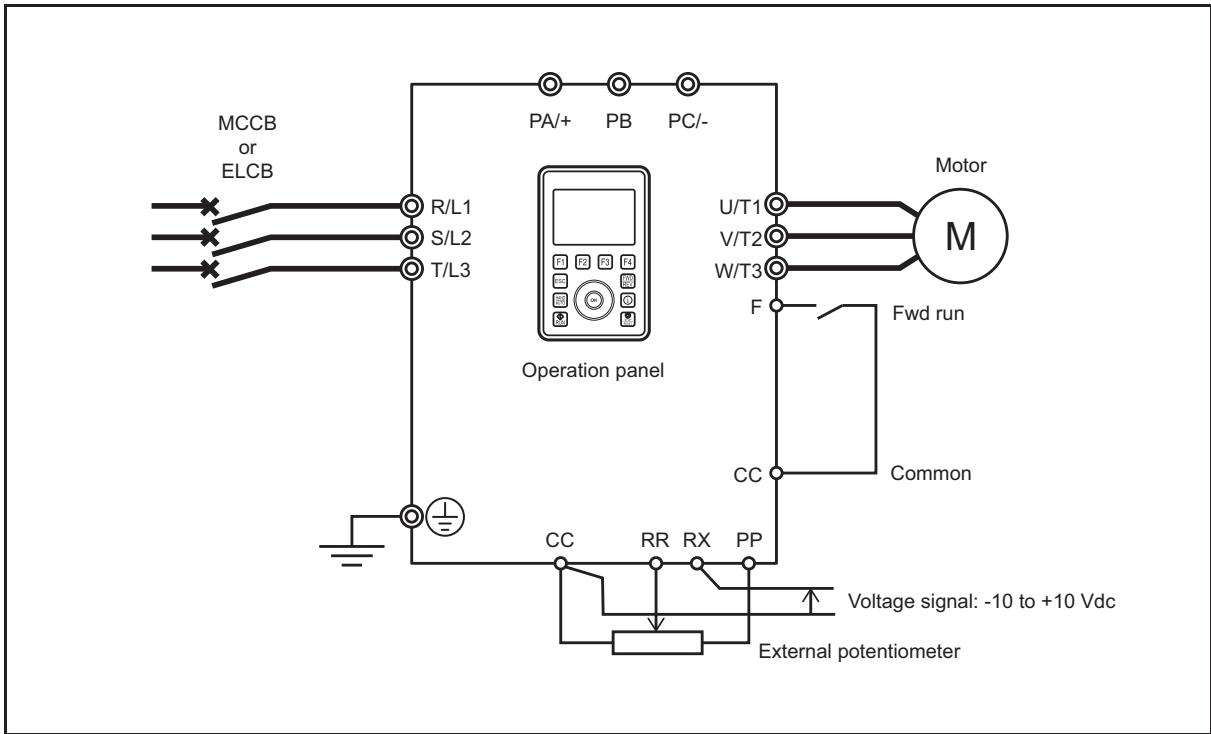 PA/+ PB PC/-
MCCB
or
ELCB
Motor
R/L1
S/L2
T/L3
U/T1
V/T2
W/T3
M
F1 F2 F3 F4
ESC
OK
RUN
F
Fwd run
Operation panel
CC
Common
CC RR RX PP
Voltage signal: -10 to +10 Vdc
External potentiometer